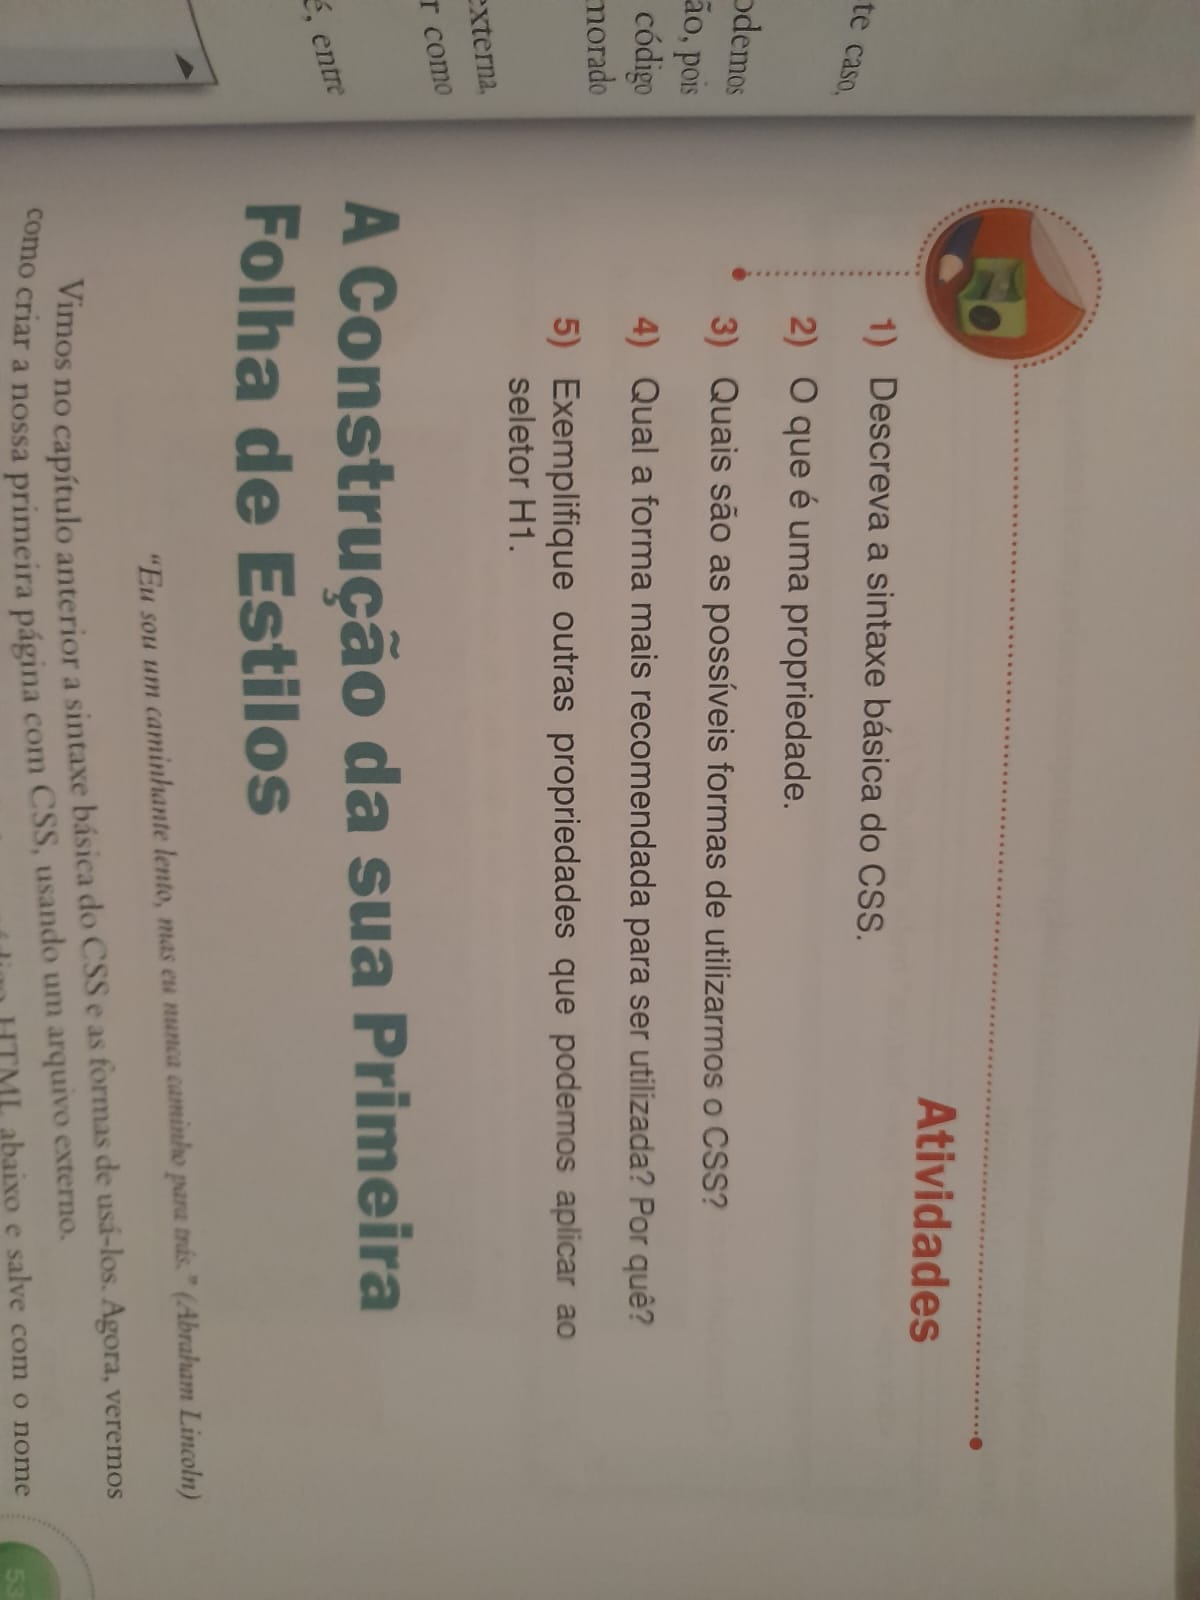 te caso,
odemos
ão, pois
código
morado
externa,
r como
é, entre
Atividades
1) Descreva a sintaxe básica do CSS.
2) O que é uma propriedade.
3) Quais são as possíveis formas de utilizarmos o CSS?
4) Qual a forma mais recomendada para ser utilizada? Por quê?
5) Exemplifique outras propriedades que podemos aplicar ao
seletor H1.
A Construção da sua Primeira
Folha de Estilos
“Eu sou um caminhante lento, mas eu nunca caminho para trás.” (Abraham Lincoln)
Vimos no capítulo anterior a sintaxe básica do CSS e as formas de usá-los. Agora, veremos
como criar a nossa primeira página com CSS, usando um arquivo externo.
HTML abaixo e salve com o nome
53